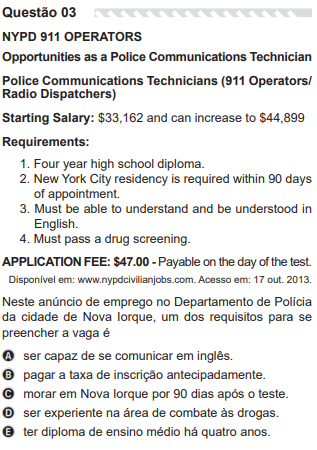 Questão 03
NYPD 911 OPERATORS
Opportunities as a Police Communications Technician
Police Communications Technicians (911 Operators/
Radio Dispatchers)
Starting Salary: $33,162 and can increase to $44,899
Requirements:
1. Four year high school diploma.
2. New York City residency is required within 90 days
of appointment.
3. Must be able to understand and be understood in
English.
4. Must pass a drug screening.
APPLICATION FEE: $47.00 - Payable on the day of the test.
Disponível em: www.nypdcivilianjobs.com. Acesso em: 17 out. 2013.
Neste anúncio de emprego no Departamento de Polícia
da cidade de Nova Iorque, um dos requisitos para se
preencher a vaga é
A ser capaz de se comunicar em inglês.
B pagar a taxa de inscrição antecipadamente.
C morar em Nova Iorque por 90 dias após o teste.
D ser experiente na área de combate às drogas.
E ter diploma de ensino médio há quatro anos.